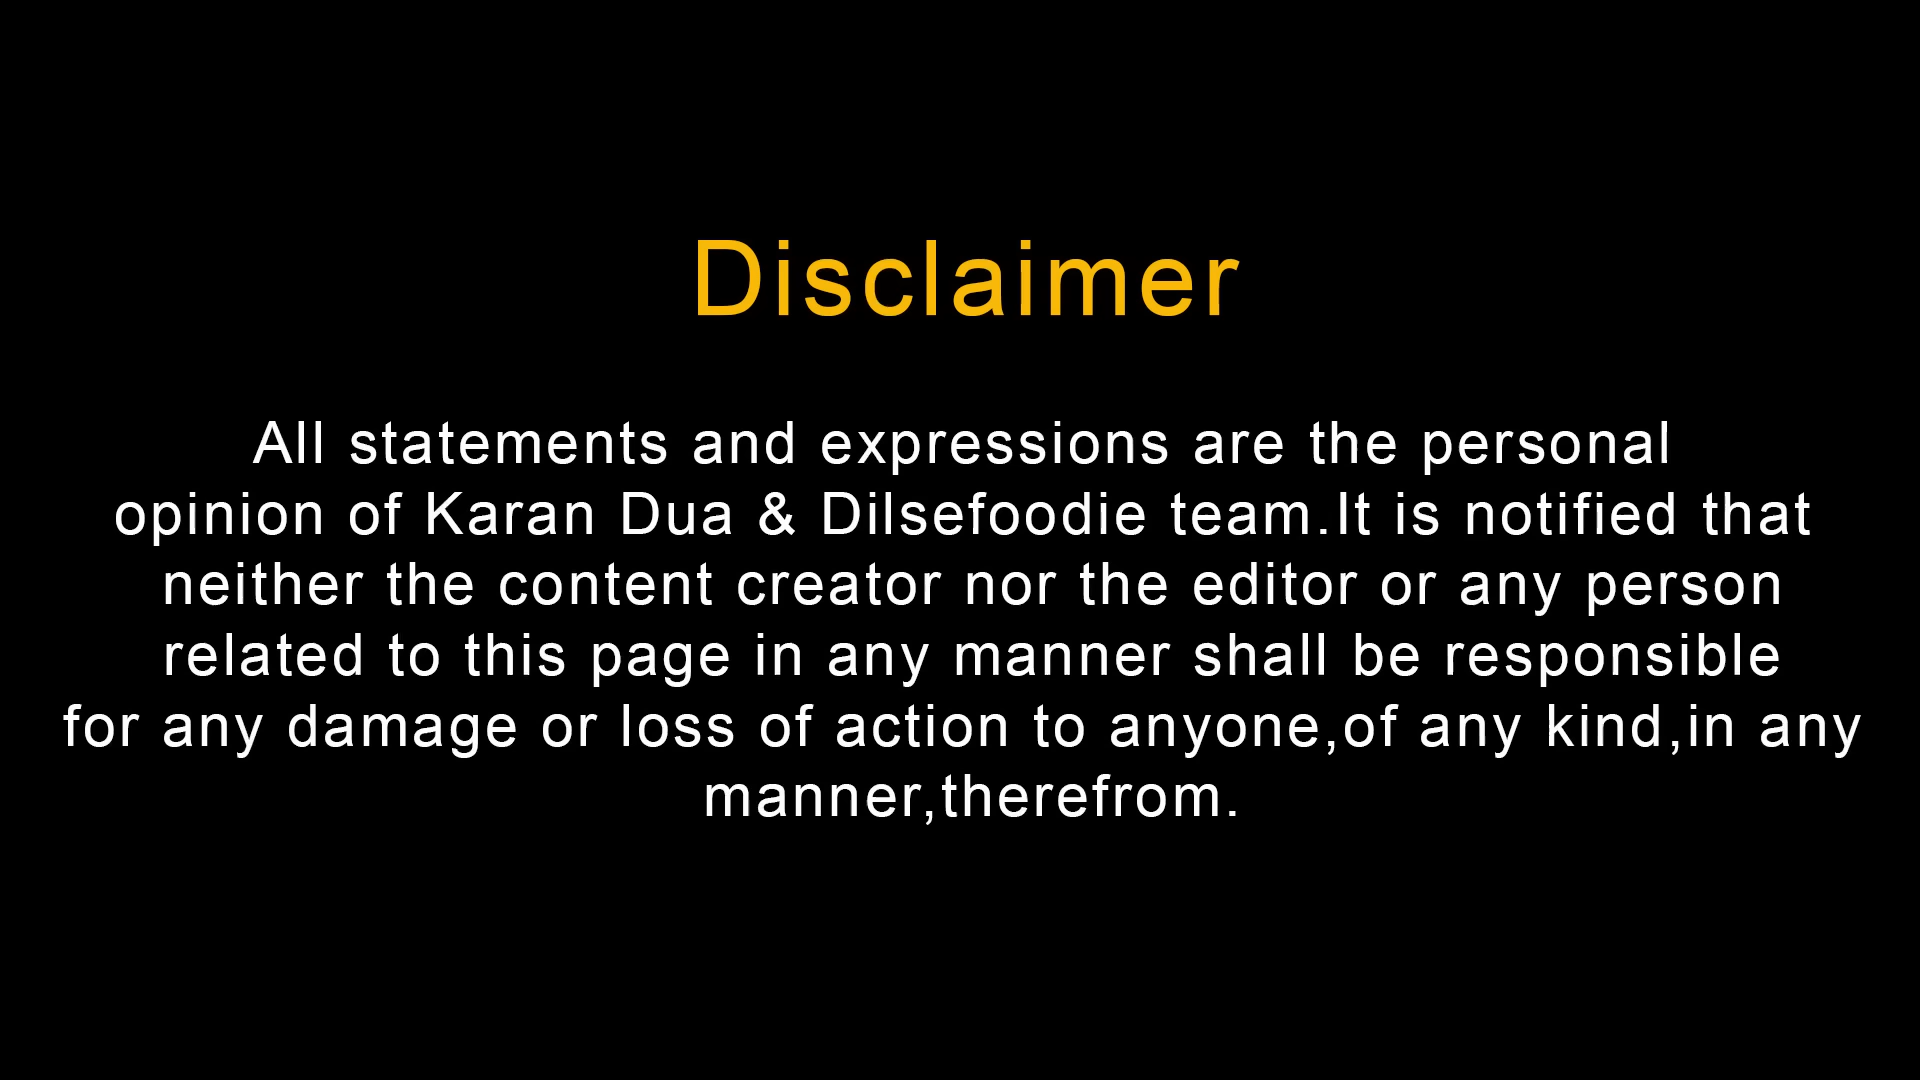 Disclaimer
All statements and expressions are the personal
opinion of Karan Dua & Dilsefoodie team.It is notified that
neither the content creator nor the editor or any person
related to this page in any manner shall be responsible
for any damage or loss of action to anyone,of any kind,in any
manner,therefrom.